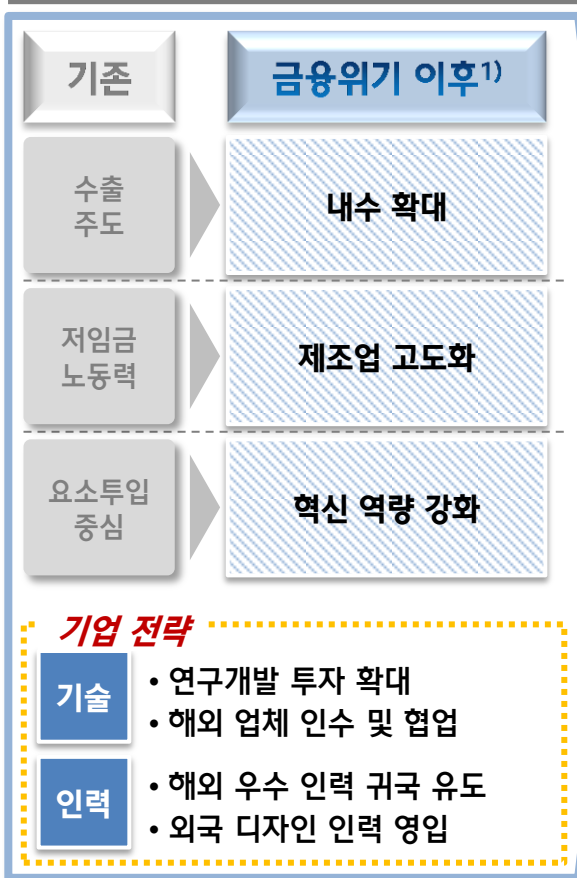 기존
금융위기 이후1)
수출
주도
내수 확대
저임금
노동력
제조업 고도화
요소투입
중심
혁신 역량 강화
기업 전략
기술
• 연구개발 투자 확대
• 해외 업체 인수 및 협업
인력
• 해외 우수 인력 귀국 유도
• 외국 디자인 인력 영입